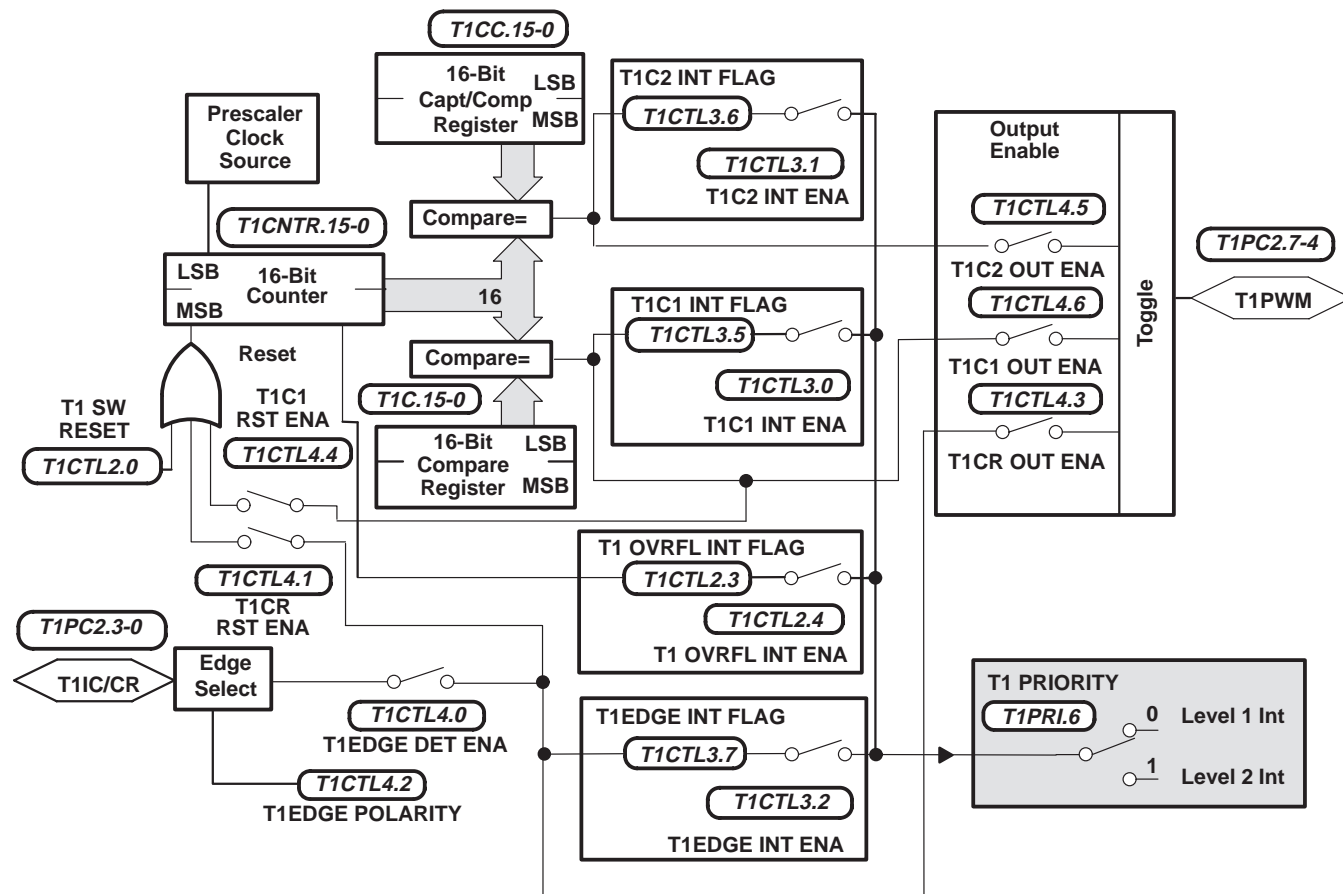 T1CC.15-0
16-Bit
Capt/Comp
Register
LSB
MSB
Prescaler
Clock
Source
T1CNTR.15-0
Compare=
LSB
MSB
16-Bit
Counter
16
Reset
Compare=
T1C.15-0
T1C1
RST ENA
T1CTL4.4
T1 SW
RESET
T1CTL2.0
16-Bit
Compare
Register
LSB
MSB
T1CTL4.1
T1CR
RST ENA
T1PC2.3-0
T1IC/CR
Edge
Select
T1CTL4.0
T1EDGE DET ENA
T1CTL4.2
T1EDGE POLARITY
T1C2 INT FLAG
T1CTL3.6
T1CTL3.1
T1C2 INT ENA
T1C1 INT FLAG
T1CTL3.5
T1CTL3.0
T1C1 INT ENA
T1 OVRFL INT FLAG
T1CTL2.3
T1CTL2.4
T1 OVRFL INT ENA
T1EDGE INT FLAG
T1CTL3.7
T1CTL3.2
T1EDGE INT ENA
Output
Enable
T1CTL4.5
T1C2 OUT ENA
T1CTL4.6
T1C1 OUT ENA
T1CTL4.3
T1CR OUT ENA
Toggle
T1PC2.7-4
T1PWM
T1 PRIORITY
T1PRI.6
0 Level 1 Int
1 Level 2 Int